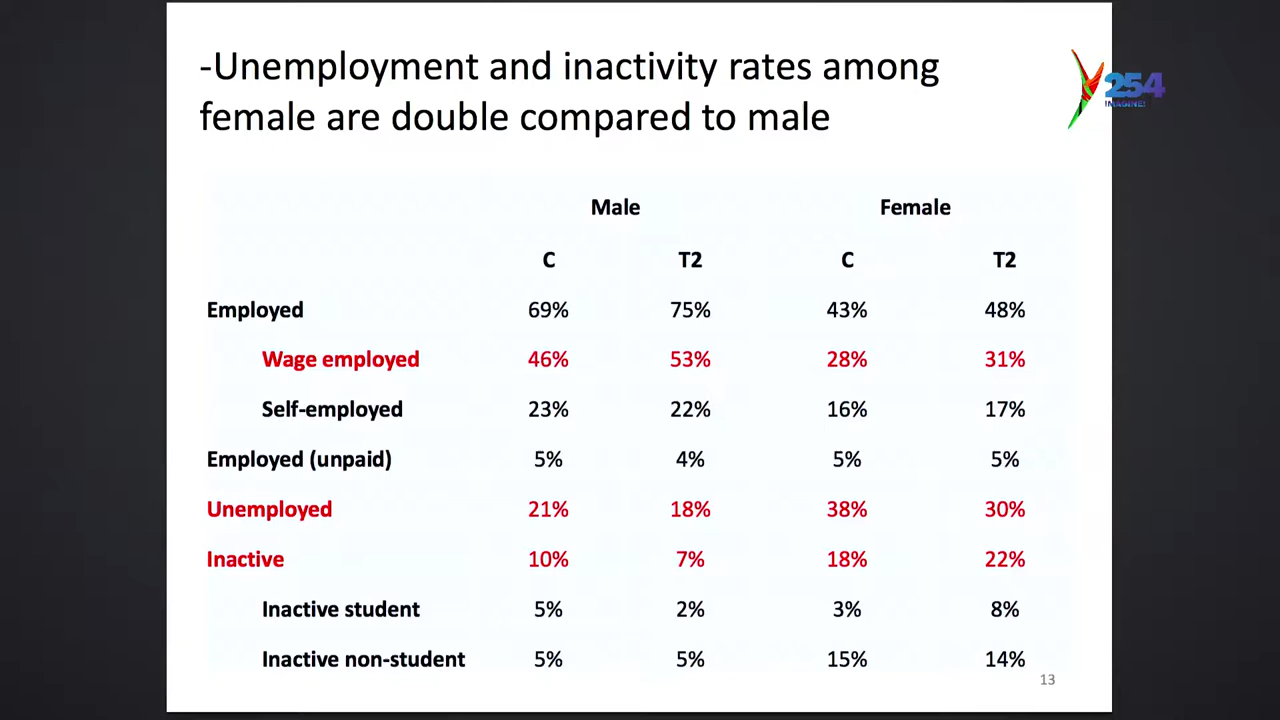 -Unemployment and inactivity rates among
female are double compared to male
254
IMAGINE!
Male Female
C T2 C T2
Employed 69% 75% 43% 48%
Wage employed 46% 53% 28% 31%
Self-employed 23% 22% 16% 17%
Employed (unpaid) 5% 4% 5% 5%
Unemployed 21% 18% 38% 30%
Inactive 10% 7% 18% 22%
Inactive student 5% 2% 3% 8%
Inactive non-student 5% 5% 15% 14%
13